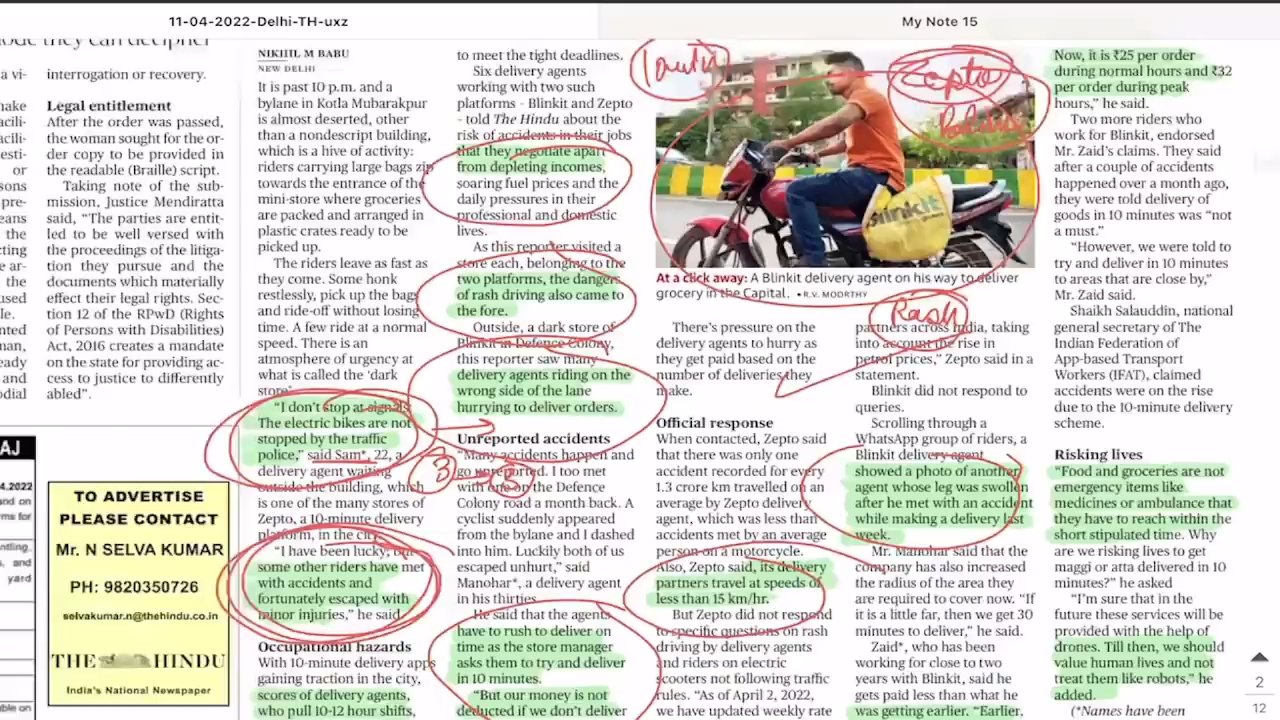 11-04-2022-Delhi-TH-uxz
My Note 15
interrogation or recovery.
Legal entitlement
After the order was passed,
the woman sought for the or-
der copy to be provided in
the readable (Braille) script.
Taking note of the sub-
mission, Justice Mendiratta
said, “The parties are entit-
led to be well versed with
the proceedings of the litiga-
tion they pursue and the
documents which materially
effect their legal rights. Sec-
tion 12 of the RPwD (Rights
of Persons with Disabilities)
Act, 2016 creates a mandate
on the state for providing ac-
cess to justice to differently
abled”.
TO ADVERTISE
PLEASE CONTACT
Mr. N SELVA KUMAR
PH: 9820350726
selvakumar.n@thehindu.co.in
THE HINDU
India's National Newspaper
NIKHIL M BABU
NEW DELHI
It is past 10 p.m. and a
bylane in Kotla Mubarakpur
is almost deserted, other
than a nondescript building,
which is a hive of activity:
riders carrying large bags zip
towards the entrance of the
mini-store where groceries
are packed and arranged in
plastic crates ready to be
picked up.
The riders leave as fast as
they come. Some honk
restlessly, pick up the bags
and ride-off without losing
time. A few ride at a normal
speed. There is an
atmosphere of urgency at
what is called the ‘dark
store’.
“I don’t stop at signals.
The electric bikes are not
stopped by the traffic
police,” said Sam*, 22, a
delivery agent waiting
outside the building, which
is one of the many stores of
Zepto, a 10-minute delivery
platform, in the city.
“I have been lucky, but
some other riders have met
with accidents and
fortunately escaped with
minor injuries,” he said.
Occupational hazards
With 10-minute delivery apps
gaining traction in the city,
scores of delivery agents,
who pull 10-12 hour shifts,
to meet the tight deadlines.
Six delivery agents
working with two such
platforms - Blinkit and Zepto
- told The Hindu about the
risk of accidents in their jobs
that they negotiate apart
from depleting incomes,
soaring fuel prices and the
daily pressures in their
professional and domestic
lives.
As this reporter visited a
store each, belonging to the
two platforms, the dangers
of rash driving also came to
the fore.
Outside, a dark store of
Blinkit in Defence Colony,
this reporter saw many
delivery agents riding on the
wrong side of the lane
hurrying to deliver orders.
Unreported accidents
“Many accidents happen and
go unreported. I too met
with one on the Defence
Colony road a month back. A
cyclist suddenly appeared
from the bylane and I dashed
into him. Luckily both of us
escaped unhurt,” said
Manohar*, a delivery agent
in his thirties.
He said that the agents
have to rush to deliver on
time as the store manager
asks them to try and deliver
in 10 minutes.
“But our money is not
deducted if we don’t deliver
Zepto
blinkit
At a click away: A Blinkit delivery agent on his way to deliver
grocery in the Capital. •R.V. MOORTHY
Rash
There’s pressure on the
delivery agents to hurry as
they get paid based on the
number of deliveries they
make.
Official response
When contacted, Zepto said
that there was only one
accident recorded for every
1.3 crore km travelled on an
average by Zepto delivery
agent, which was less than
accidents met by an average
person on a motorcycle.
Also, Zepto said, its delivery
partners travel at speeds of
less than 15 km/hr.
But Zepto did not respond
to specific questions on rash
driving by delivery agents
and riders on electric
scooters not following traffic
rules. “As of April 2, 2022,
we have updated weekly rate
partners across India, taking
into account the rise in
petrol prices,” Zepto said in a
statement.
Blinkit did not respond to
queries.
Scrolling through a
WhatsApp group of riders, a
Blinkit delivery agent
showed a photo of another
agent whose leg was swollen
after he met with an accident
while making a delivery last
week.
Mr. Manohar said that the
company has also increased
the radius of the area they
are required to cover now. “If
it is a little far, then we get 30
minutes to deliver,” he said.
Zaid*, who has been
working for close to two
years with Blinkit, said he
gets paid less than what he
was getting earlier. “Earlier,
Now, it is ₹25 per order
during normal hours and ₹32
per order during peak
hours,” he said.
Two more riders who
work for Blinkit, endorsed
Mr. Zaid’s claims. They said
after a couple of accidents
happened over a month ago,
they were told delivery of
goods in 10 minutes was “not
a must.”
“However, we were told to
try and deliver in 10 minutes
to areas that are close by,”
Mr. Zaid said.
Shaikh Salauddin, national
general secretary of The
Indian Federation of
App-based Transport
Workers (IFAT), claimed
accidents were on the rise
due to the 10-minute delivery
scheme.
Risking lives
“Food and groceries are not
emergency items like
medicines or ambulance that
they have to reach within the
short stipulated time. Why
are we risking lives to get
maggi or atta delivered in 10
minutes?” he asked
“I’m sure that in the
future these services will be
provided with the help of
drones. Till then, we should
value human lives and not
treat them like robots,” he
added.
(*Names have been
2
12